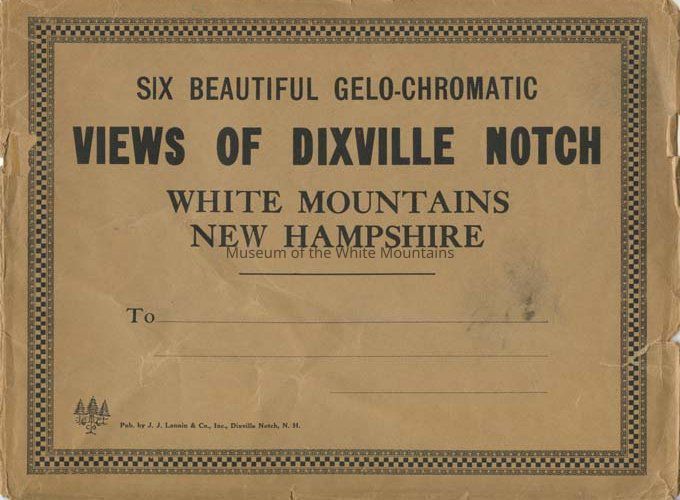 SIX BEAUTIFUL GELO-CHROMATIC
VIEWS OF DIXVILLE NOTCH
WHITE MOUNTAINS
NEW HAMPSHIRE
Museum of the White Mountains
To
Pub. by J. J. Lannin & Co., Inc., Dixville Notch, N. H.